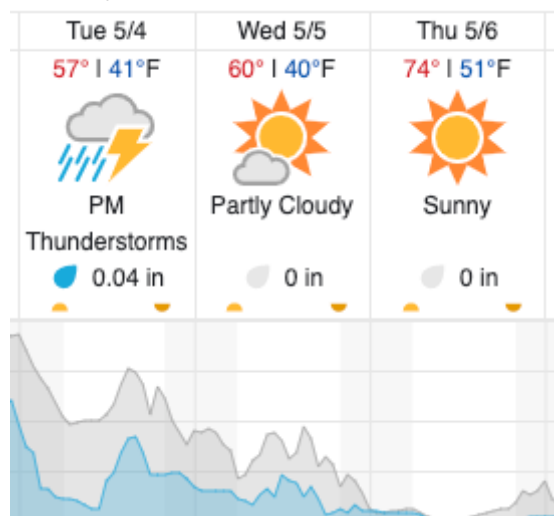 Tue 5/4 Wed 5/5 Thu 5/6
57° | 41°F 60° | 40°F 74° | 51°F
PM Partly Cloudy Sunny
Thunderstorms
0.04 in 0 in 0 in